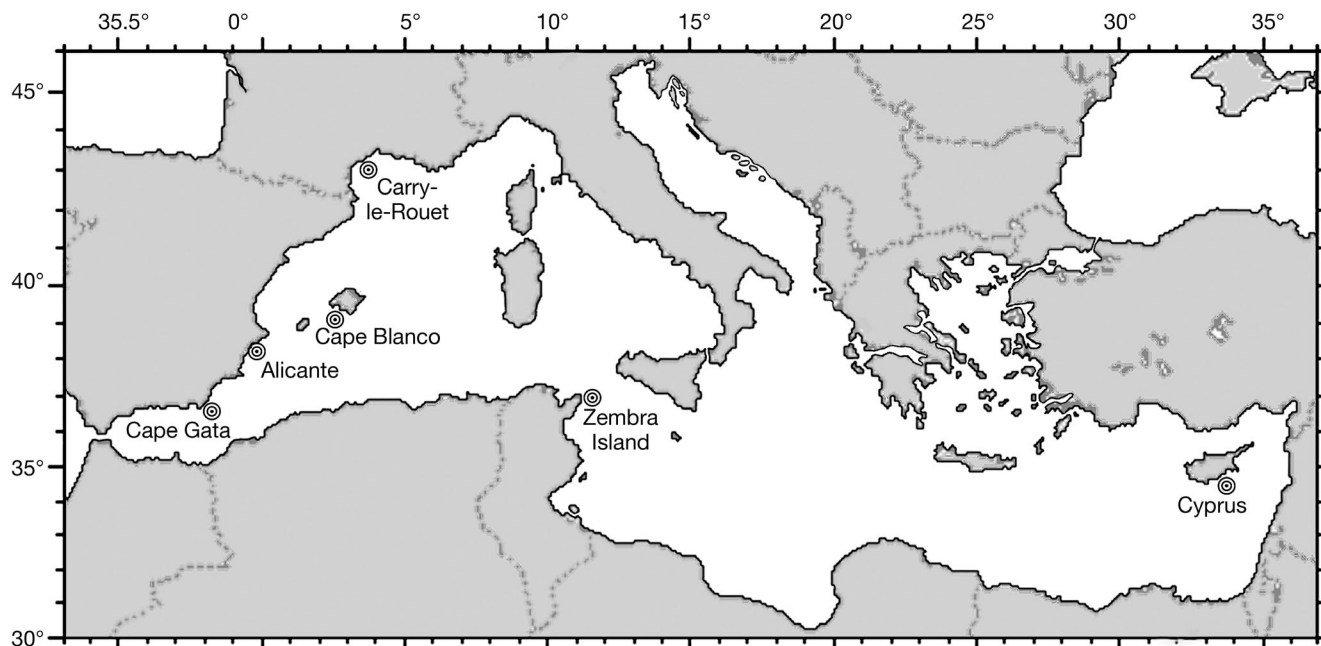 35.5° 0° 5° 10° 15° 20° 25° 30° 35°
45°
Carry-
le-Rouet
40°
Cape Blanco
Alicante
Zembra
Island
Cape Gata
35°
Cyprus
30°